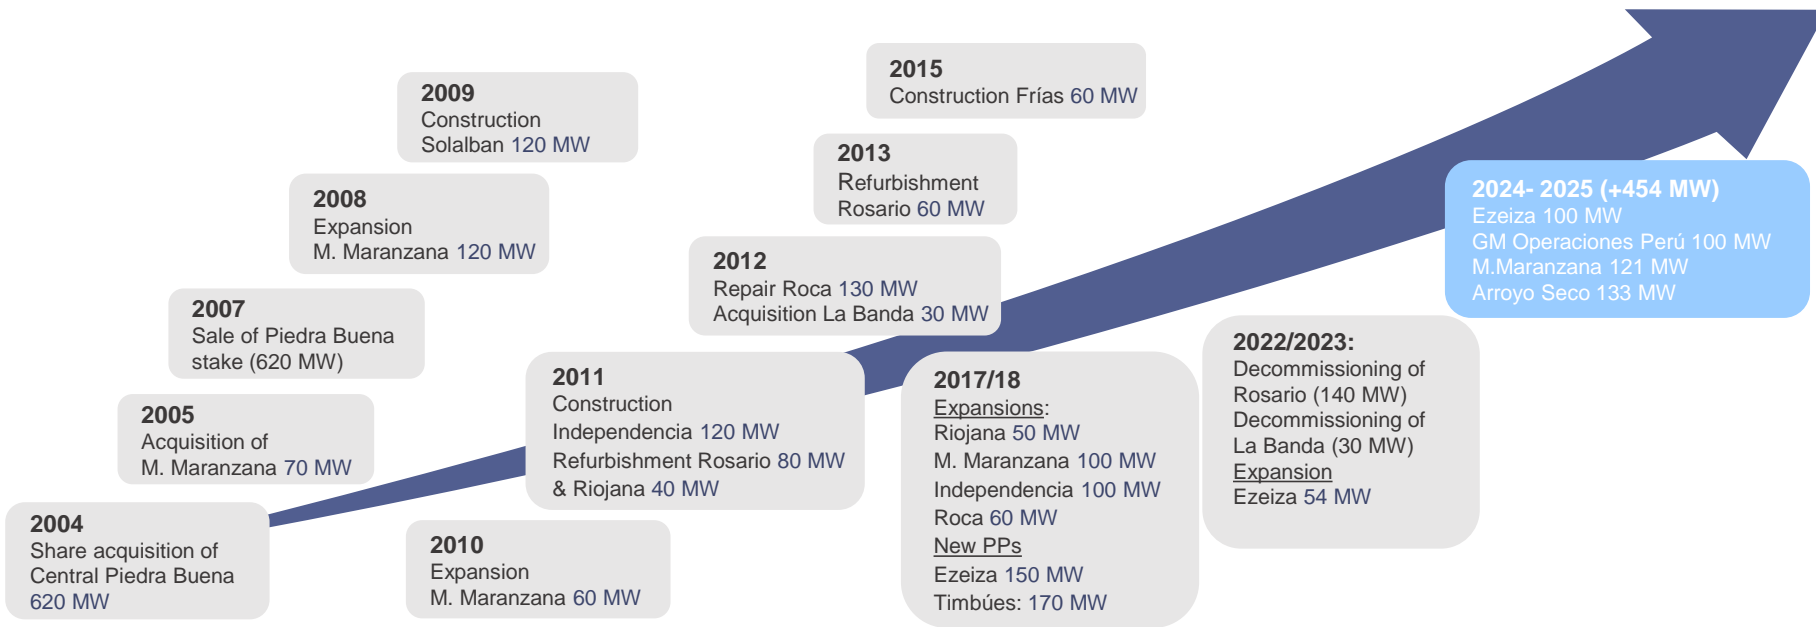 2004
Share acquisition of
Central Piedra Buena
620 MW
2005
Acquisition of
M. Maranzana 70 MW
2007
Sale of Piedra Buena
stake (620 MW)
2008
Expansion
M. Maranzana 120 MW
2009
Construction
Solalban 120 MW
2010
Expansion
M. Maranzana 60 MW
2011
Construction
Independencia 120 MW
Refurbishment Rosario 80 MW
& Riojana 40 MW
2012
Repair Roca 130 MW
Acquisition La Banda 30 MW
2013
Refurbishment
Rosario 60 MW
2015
Construction Frías 60 MW
2017/18
Expansions:
Riojana 50 MW
M. Maranzana 100 MW
Independencia 100 MW
Roca 60 MW
New PPs
Ezeiza 150 MW
Timbúes: 170 MW
2022/2023:
Decommissioning of
Rosario (140 MW)
Decommissioning of
La Banda (30 MW)
Expansion
Ezeiza 54 MW
2024- 2025 (+454 MW)
Ezeiza 100 MW
GM Operaciones Perú 100 MW
M.Maranzana 121 MW
Arroyo Seco 133 MW